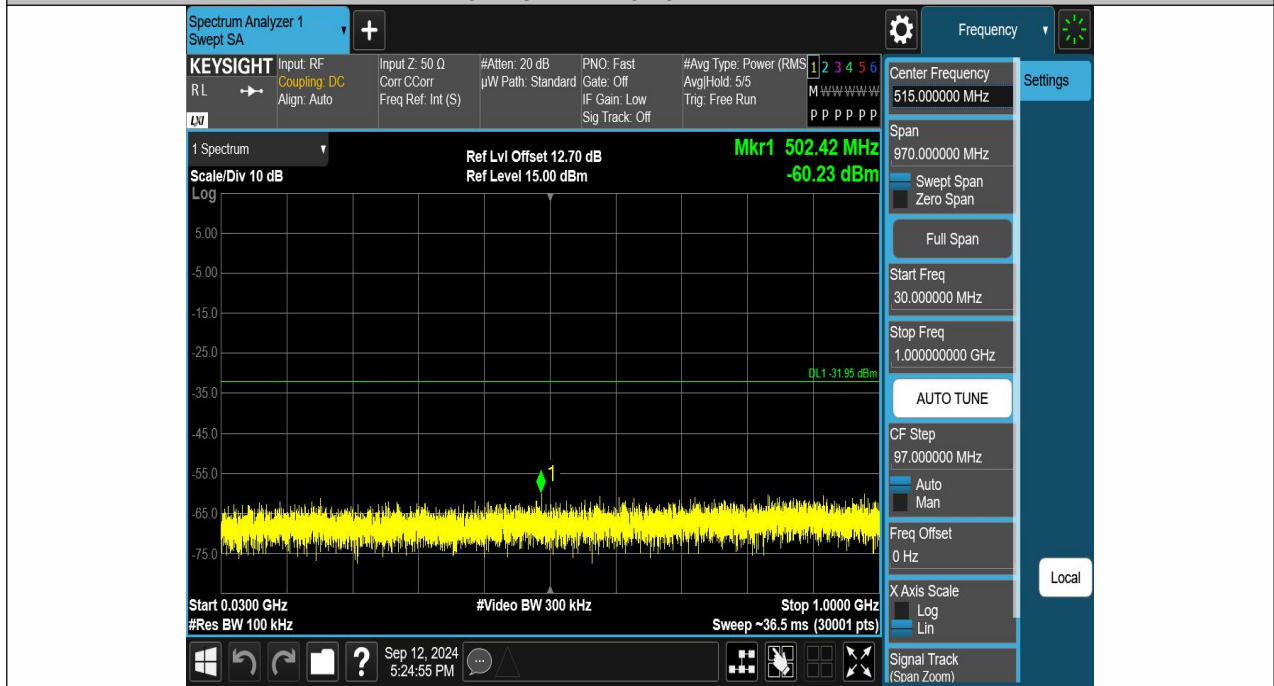 Spectrum Analyzer 1
Swept SA
+
Frequency
KEYSIGHT
RL
LXI
Input: RF
Coupling: DC
Align: Auto
Input Z: 50 Ω
Corr CCorr
Freq Ref: Int (S)
#Atten: 20 dB
µW Path: Standard
PNO: Fast
Gate: Off
IF Gain: Low
Sig Track: Off
#Avg Type: Power (RMS
Avg|Hold: 5/5
Trig: Free Run
1 2 3 4 5 6
M W W W W W
P P P P P P
1 Spectrum
Scale/Div 10 dB
Log
Ref Lvl Offset 12.70 dB
Ref Level 15.00 dBm
Mkr1 502.42 MHz
-60.23 dBm
5.00
-5.00
-15.0
-25.0
DL1 -31.95 dBm
-35.0
-45.0
-55.0
1
-65.0
-75.0
Start 0.0300 GHz
#Video BW 300 kHz
Stop 1.0000 GHz
#Res BW 100 kHz
Sweep ~36.5 ms (30001 pts)
Center Frequency
515.000000 MHz
Settings
Span
970.000000 MHz
Swept Span
Zero Span
Full Span
Start Freq
30.000000 MHz
Stop Freq
1.000000000 GHz
AUTO TUNE
CF Step
97.000000 MHz
Auto
Man
Freq Offset
0 Hz
X Axis Scale
Log
Lin
Local
Signal Track
(Span Zoom)
?
Sep 12, 2024
5:24:55 PM